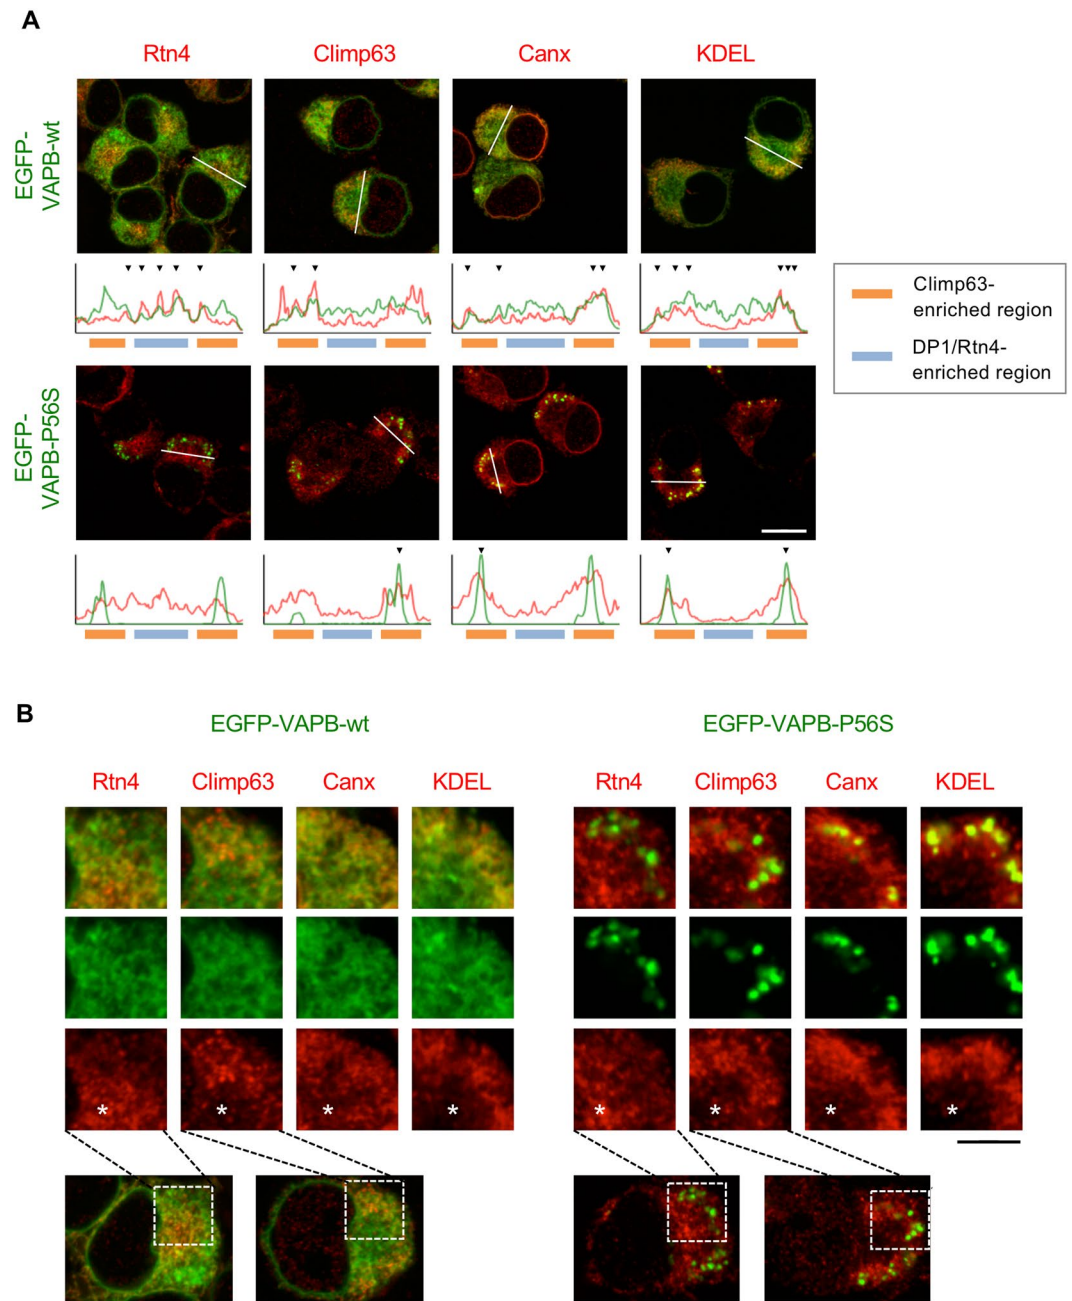 A
Rtn4 Climp63 Canx KDEL
EGFP-
VAPB-wt
Climp63-
enriched region
DP1/Rtn4-
enriched region
EGFP-
VAPB-P56S
B
EGFP-VAPB-wt EGFP-VAPB-P56S
Rtn4 Climp63 Canx KDEL Rtn4 Climp63 Canx KDEL
* * * * * * * *